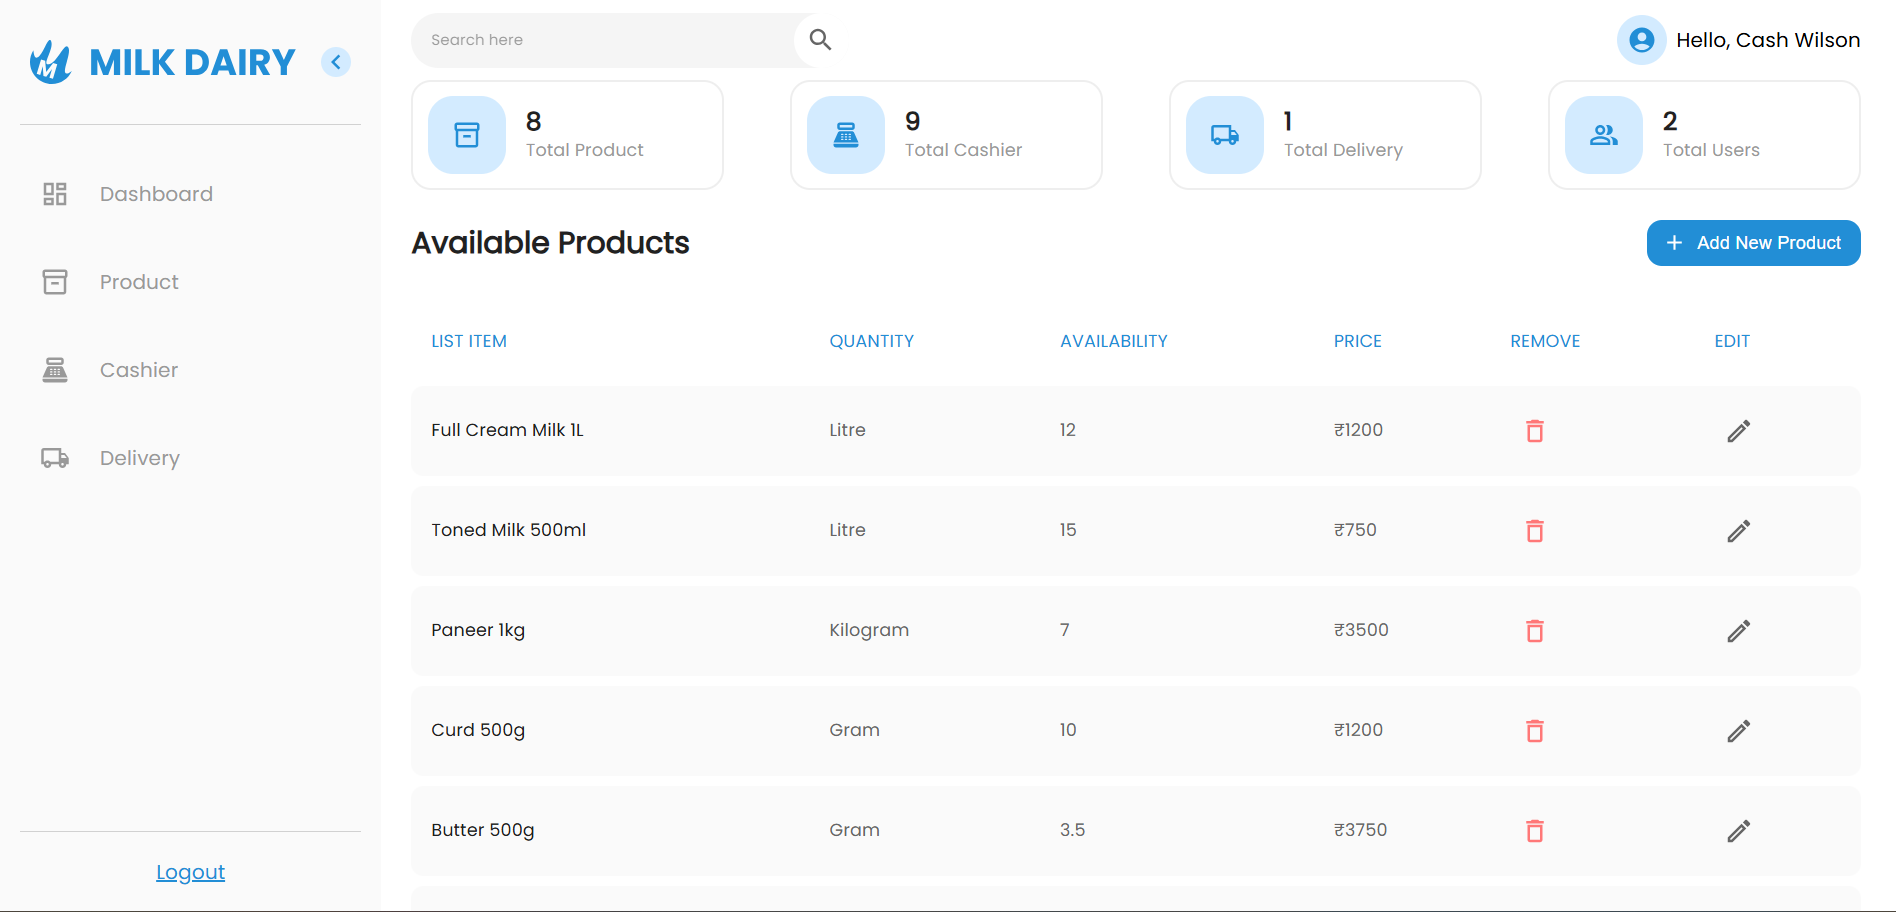 MILK DAIRY
Search here
Hello, Cash Wilson
8
Total Product
9
Total Cashier
1
Total Delivery
2
Total Users
Dashboard
Product
Cashier
Delivery
Logout
Available Products
+ Add New Product
LIST ITEM QUANTITY AVAILABILITY PRICE REMOVE EDIT
Full Cream Milk 1L Litre 12 ₹1200
Toned Milk 500ml Litre 15 ₹750
Paneer 1kg Kilogram 7 ₹3500
Curd 500g Gram 10 ₹1200
Butter 500g Gram 3.5 ₹3750